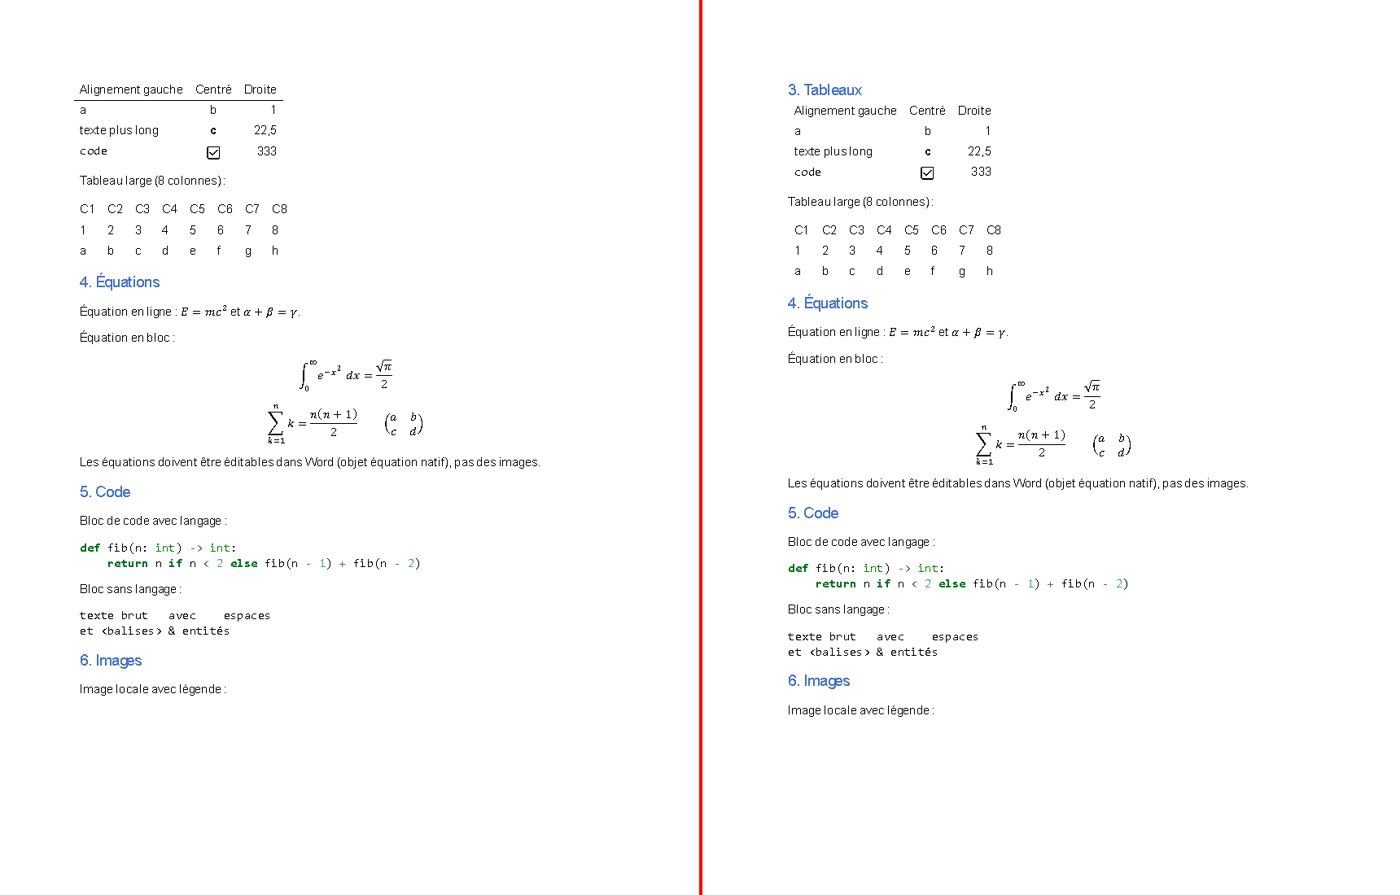 Alignement gauche Centré Droite
a b 1
texte plus long c 22,5
code ☑ 333
Tableau large (8 colonnes) :
C1 C2 C3 C4 C5 C6 C7 C8
1 2 3 4 5 6 7 8
a b c d e f g h
4. Équations
Équation en ligne : E = mc² et α + β = γ.
Équation en bloc :
∫₀^∞ e^(−x²) dx = √π/2
∑_(k=1)^n k = n(n + 1)/2 (a b
c d)
Les équations doivent être éditables dans Word (objet équation natif), pas des images.
5. Code
Bloc de code avec langage :
def fib(n: int) -> int:
    return n if n < 2 else fib(n - 1) + fib(n - 2)
Bloc sans langage :
texte brut   avec    espaces
et <balises> & entités
6. Images
Image locale avec légende :
3. Tableaux
Alignement gauche Centré Droite
a b 1
texte plus long c 22,5
code ☑ 333
Tableau large (8 colonnes) :
C1 C2 C3 C4 C5 C6 C7 C8
1 2 3 4 5 6 7 8
a b c d e f g h
4. Équations
Équation en ligne : E = mc² et α + β = γ.
Équation en bloc :
∫₀^∞ e^(−x²) dx = √π/2
∑_(k=1)^n k = n(n + 1)/2 (a b
c d)
Les équations doivent être éditables dans Word (objet équation natif), pas des images.
5. Code
Bloc de code avec langage :
def fib(n: int) -> int:
    return n if n < 2 else fib(n - 1) + fib(n - 2)
Bloc sans langage :
texte brut   avec    espaces
et <balises> & entités
6. Images
Image locale avec légende :